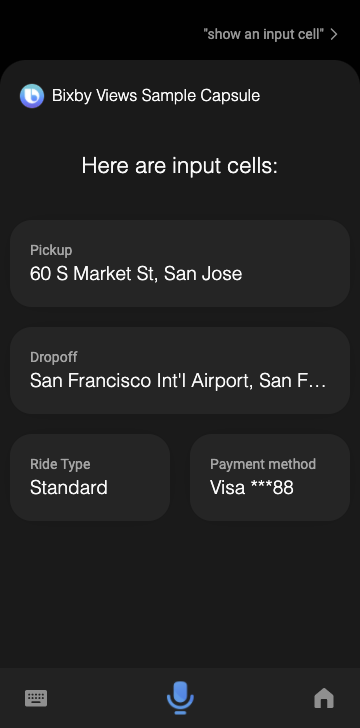 "show an input cell"
Bixby Views Sample Capsule
Here are input cells:
Pickup
60 S Market St, San Jose
Dropoff
San Francisco Int'l Airport, San F...
Ride Type
Standard
Payment method
Visa ***88